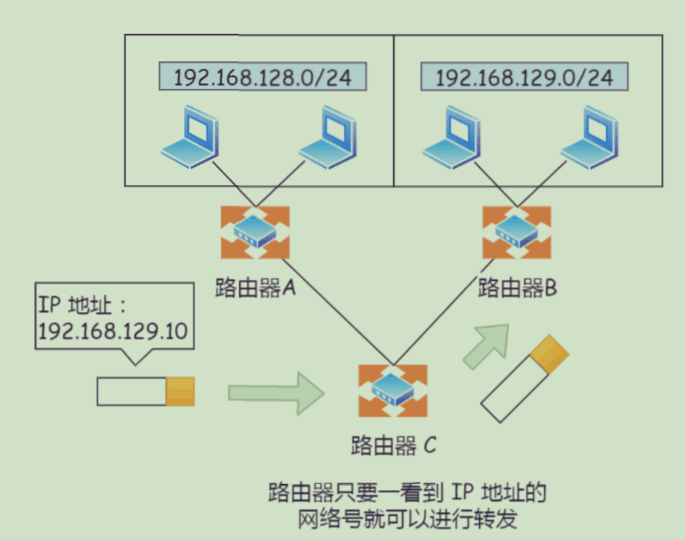 192.168.128.0/24
192.168.129.0/24
路由器A
路由器B
IP 地址：
192.168.129.10
路由器 C
路由器只要一看到 IP 地址的
网络号就可以进行转发